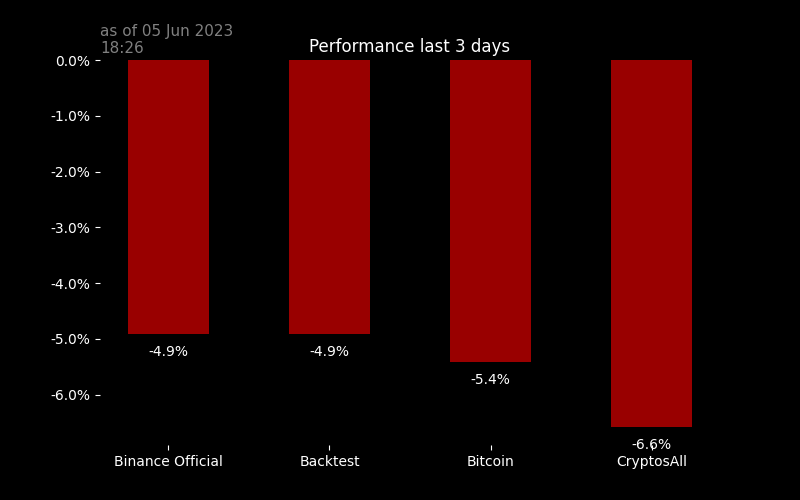 as of 05 Jun 2023
18:26
Performance last 3 days
0.0%
-1.0%
-2.0%
-3.0%
-4.0%
-5.0%
-6.0%
-4.9%
-4.9%
-5.4%
-6.6%
Binance Official
Backtest
Bitcoin
CryptosAll